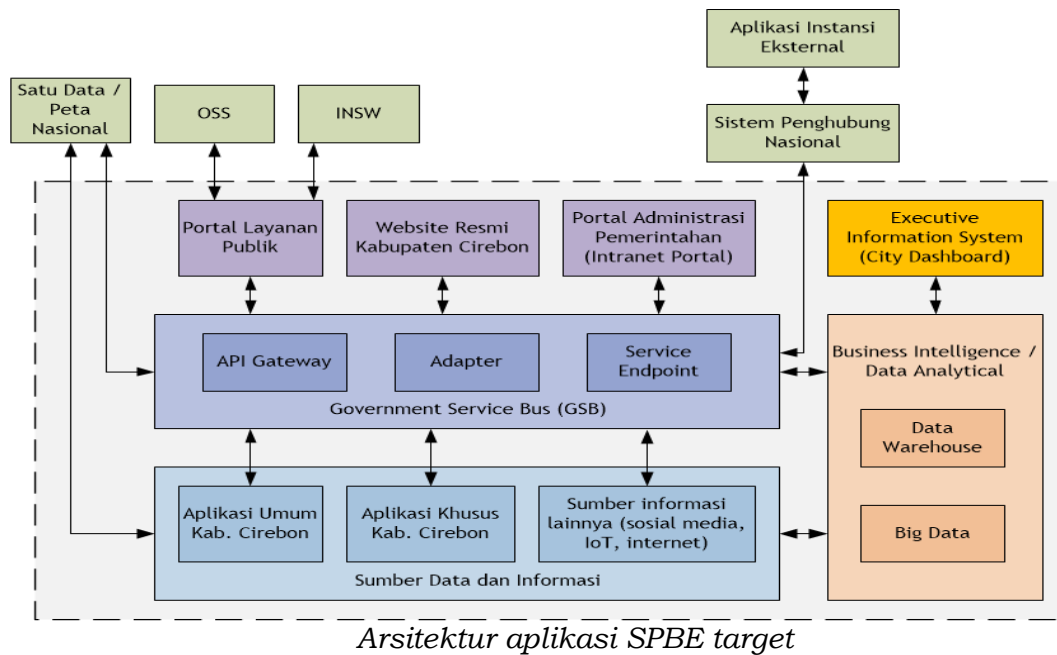 Aplikasi Instansi
Eksternal
Satu Data /
Peta
Nasional
OSS
INSW
Sistem Penghubung
Nasional
Portal Layanan
Publik
Website Resmi
Kabupaten Cirebon
Portal Administrasi
Pemerintahan
(Intranet Portal)
Executive
Information System
(City Dashboard)
API Gateway
Adapter
Service
Endpoint
Government Service Bus (GSB)
Business Intelligence /
Data Analytical
Data
Warehouse
Big Data
Aplikasi Umum
Kab. Cirebon
Aplikasi Khusus
Kab. Cirebon
Sumber informasi
lainnya (sosial media,
IoT, internet)
Sumber Data dan Informasi
Arsitektur aplikasi SPBE target